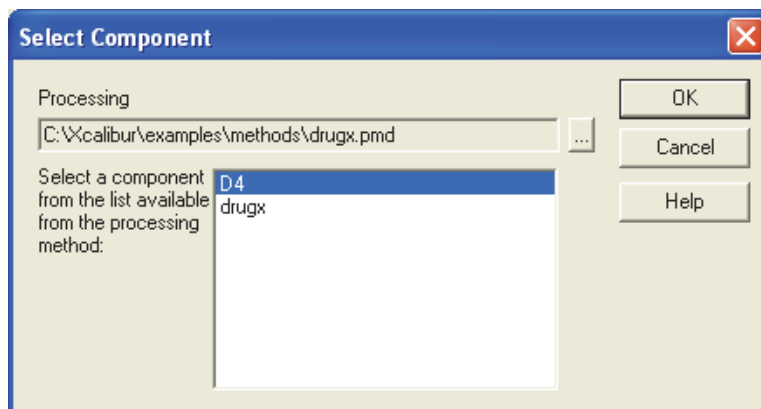 Select Component
Processing
C:\Xcalibur\examples\methods\drugx.pmd
...
OK
Cancel
Help
Select a component
from the list available
from the processing
method:
D4
drugx